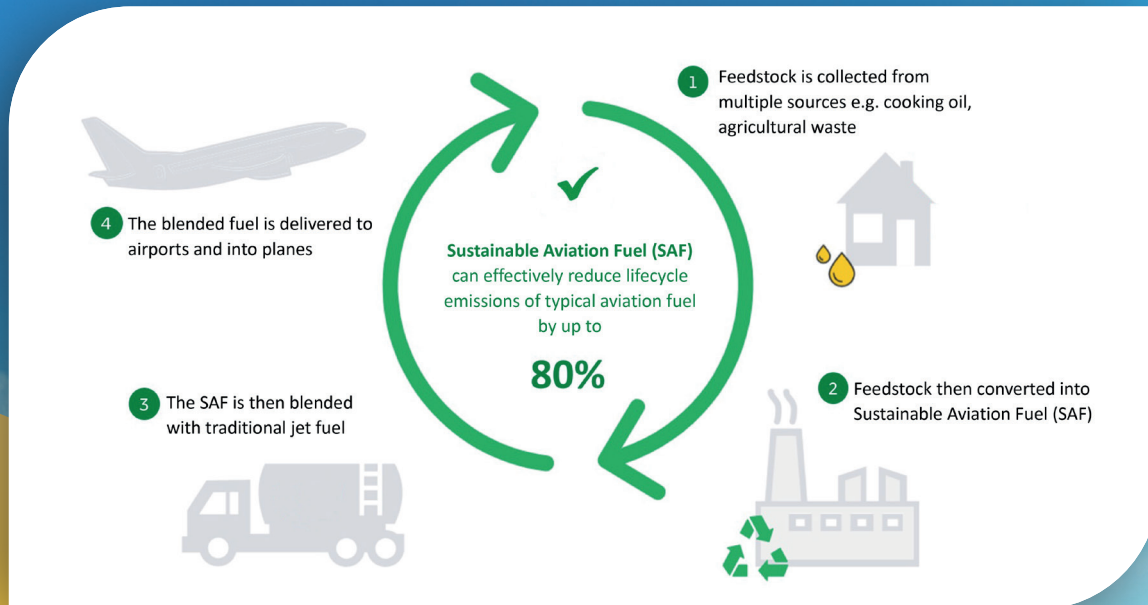 1
Feedstock is collected from
multiple sources e.g. cooking oil,
agricultural waste
2
Feedstock then converted into
Sustainable Aviation Fuel (SAF)
3
The SAF is then blended
with traditional jet fuel
4
The blended fuel is delivered to
airports and into planes
Sustainable Aviation Fuel (SAF)
can effectively reduce lifecycle
emissions of typical aviation fuel
by up to
80%